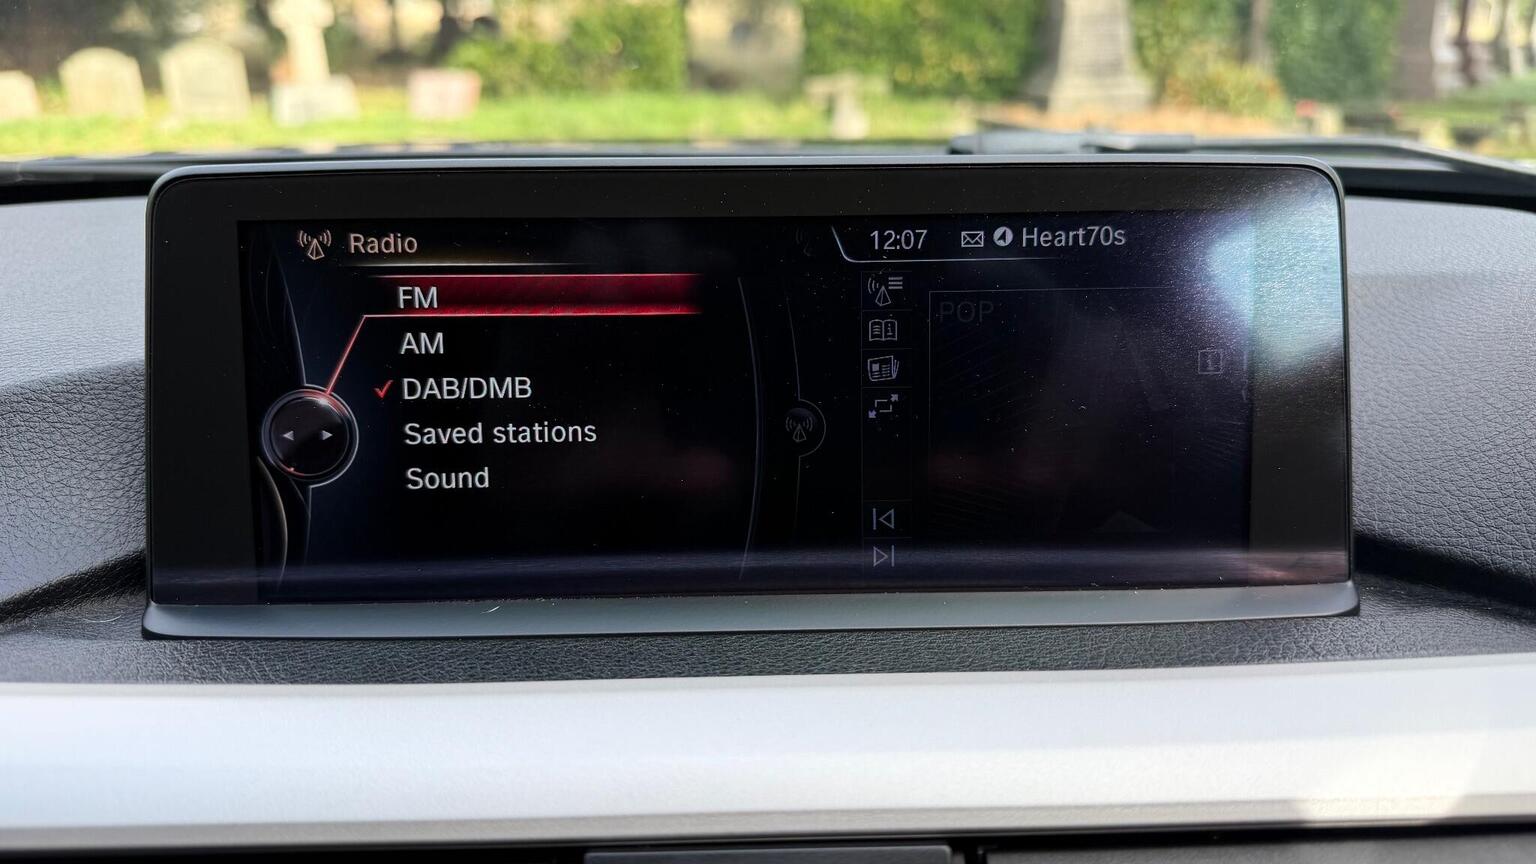 Radio
12:07 Heart70s
FM
AM
DAB/DMB
Saved stations
Sound
POP